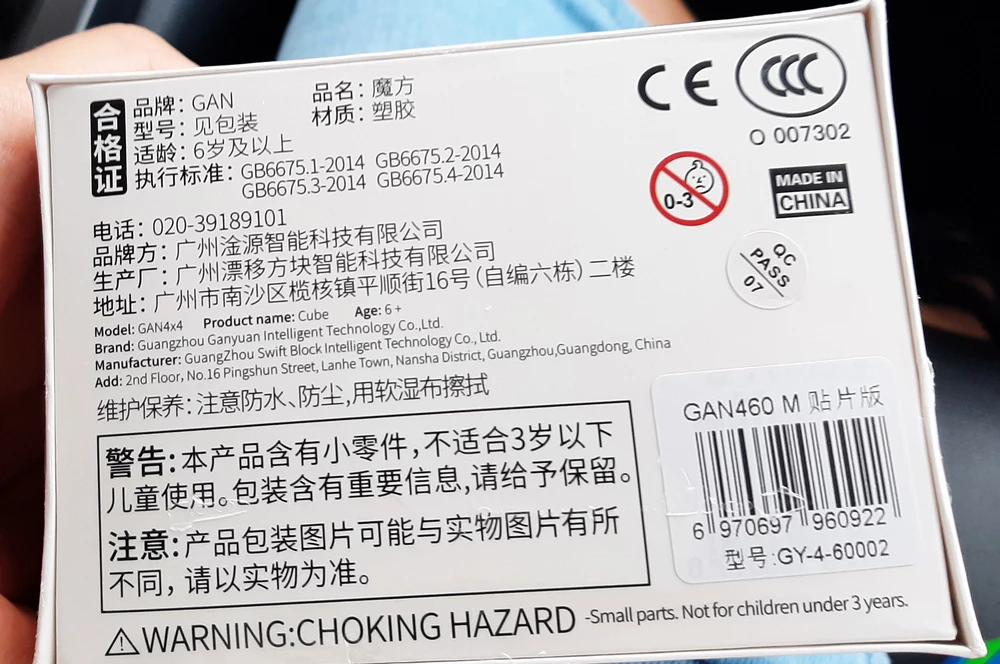 合格证
品牌：GAN 品名：魔方
型号：见包装 材质：塑胶
适龄：6岁及以上
执行标准：GB6675.1-2014 GB6675.2-2014
GB6675.3-2014 GB6675.4-2014
电话：020-39189101
品牌方：广州淦源智能科技有限公司
生产厂：广州漂移方块智能科技有限公司
地址：广州市南沙区榄核镇平顺街16号（自编六栋）二楼
Model: GAN4x4 Product name: Cube Age: 6+
Brand: Guangzhou Ganyuan Intelligent Technology Co.,Ltd.
Manufacturer: GuangZhou Swift Block Intelligent Technology Co., Ltd.
Add: 2nd Floor, No.16 Pingshun Street, Lanhe Town, Nansha District, Guangzhou,Guangdong, China
维护保养：注意防水、防尘,用软湿布擦拭
警告：本产品含有小零件，不适合3岁以下
儿童使用。包装含有重要信息,请给予保留。
注意：产品包装图片可能与实物图片有所
不同，请以实物为准。
⚠WARNING:CHOKING HAZARD -Small parts. Not for children under 3 years.
CE CCC
O 007302
0-3
MADE IN
CHINA
QC
PASS
07
GAN460 M 贴片版
6 970697 960922
型号:GY-4-60002